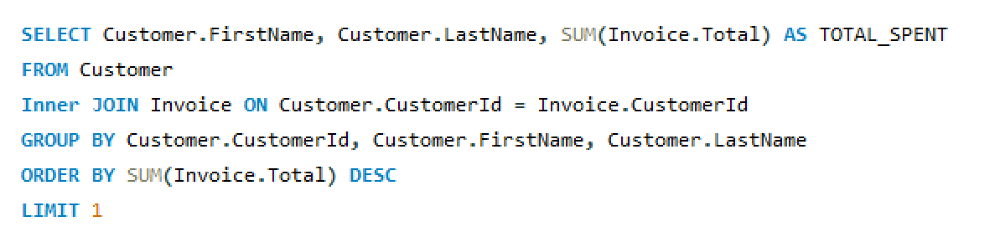 SELECT Customer.FirstName, Customer.LastName, SUM(Invoice.Total) AS TOTAL_SPENT
FROM Customer
Inner JOIN Invoice ON Customer.CustomerId = Invoice.CustomerId
GROUP BY Customer.CustomerId, Customer.FirstName, Customer.LastName
ORDER BY SUM(Invoice.Total) DESC
LIMIT 1